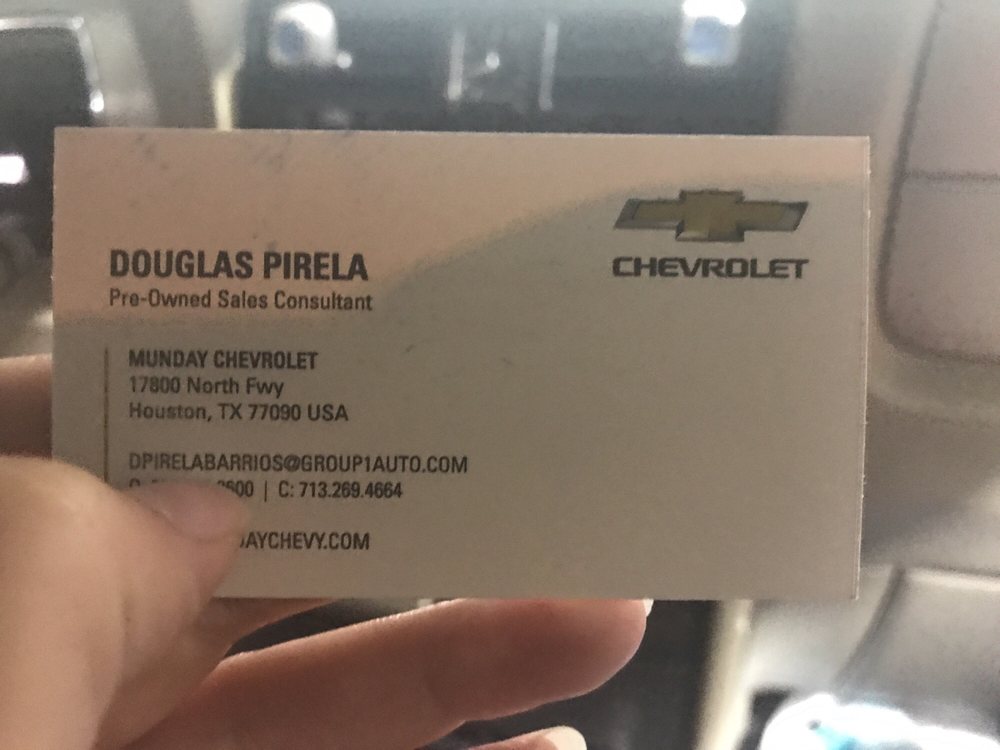 CHEVROLET
DOUGLAS PIRELA
Pre-Owned Sales Consultant
MUNDAY CHEVROLET
17800 North Fwy
Houston, TX 77090 USA
DPIRELABARRIOS@GROUP1AUTO.COM
| C: 713.269.4664